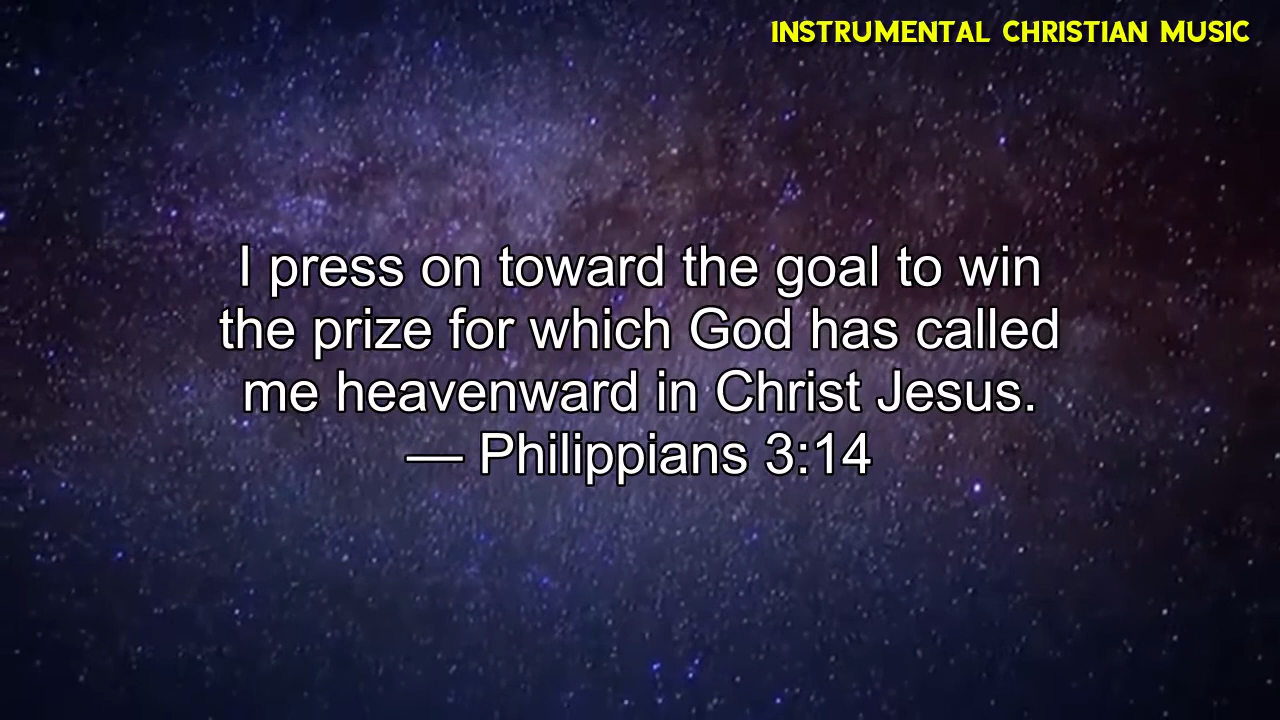 INSTRUMENTAL CHRISTIAN MUSIC
I press on toward the goal to win
the prize for which God has called
me heavenward in Christ Jesus.
— Philippians 3:14